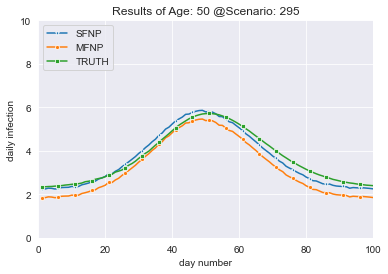 Results of Age: 50 @Scenario: 295
SFNP
MFNP
TRUTH
daily infection
10
8
6
4
2
0
0
20
40
60
80
100
day number